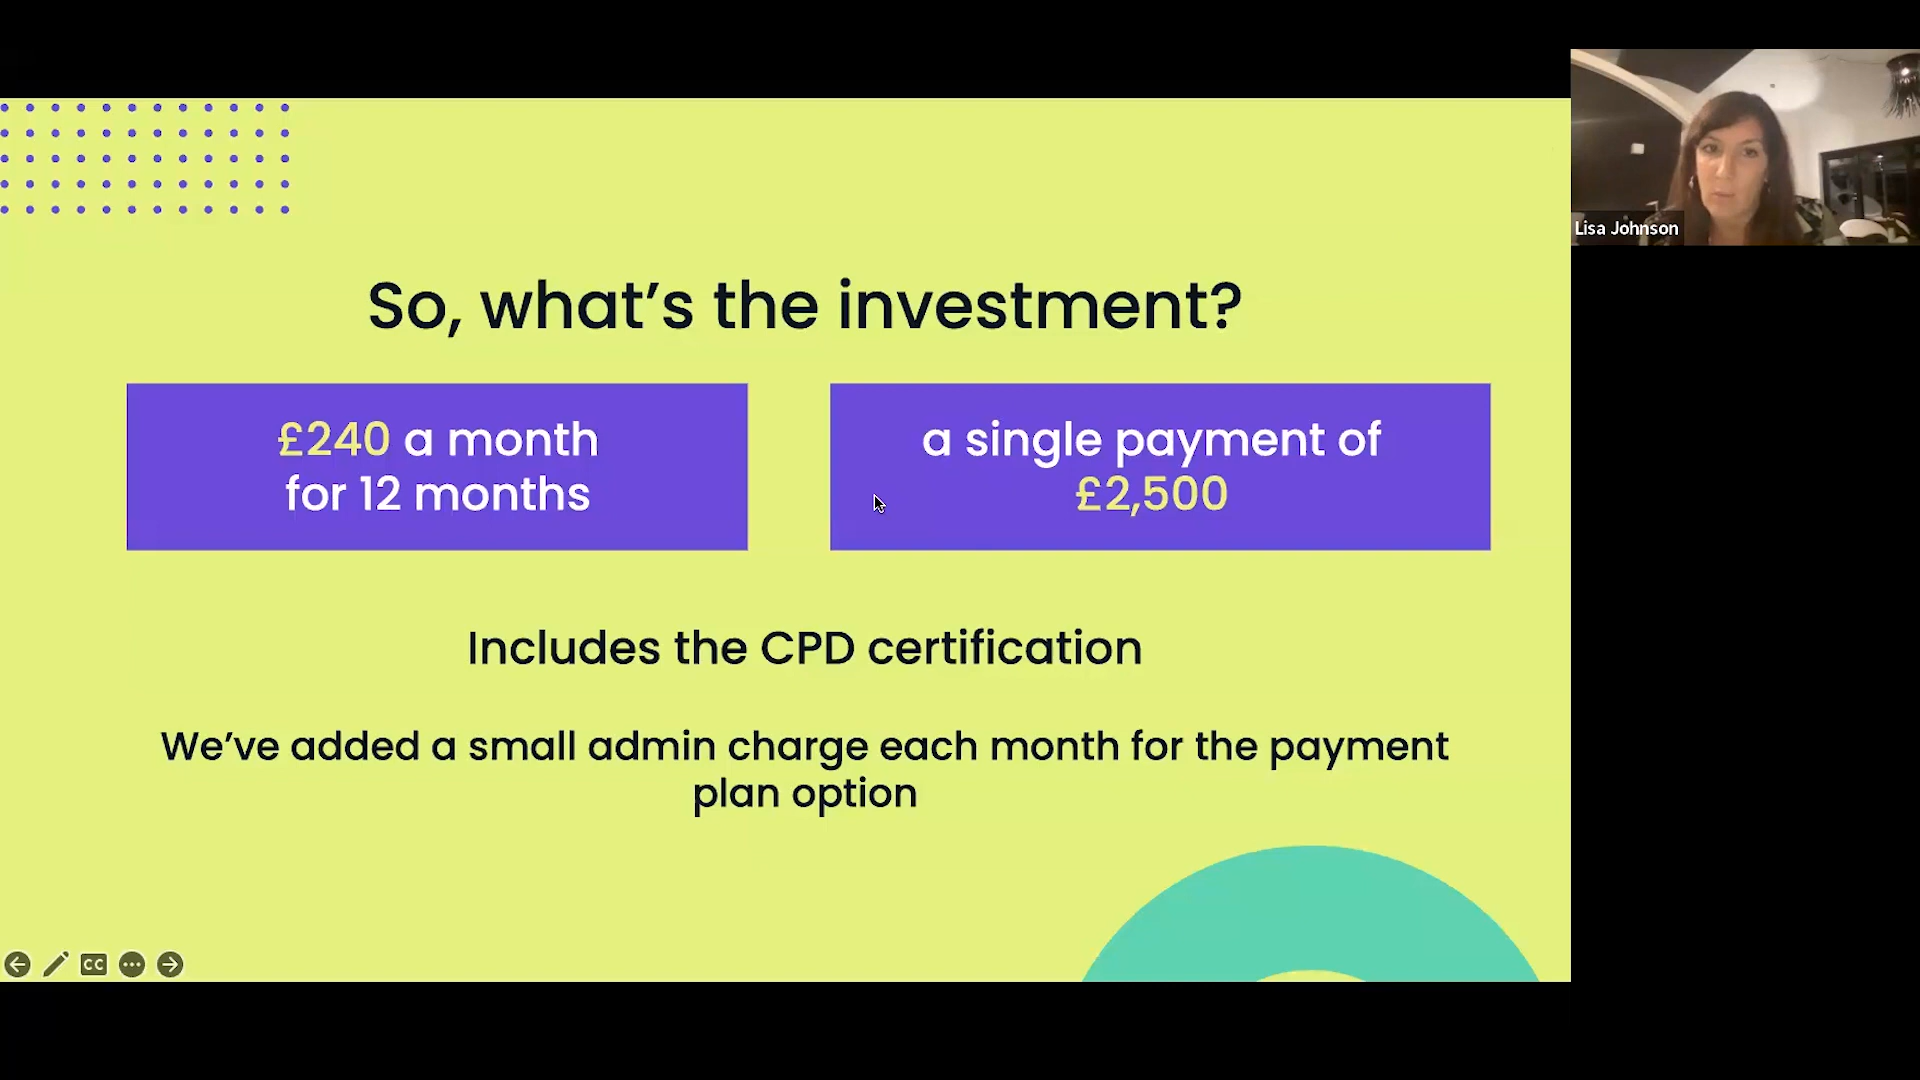 Lisa Johnson
So, what’s the investment?
£240 a month
for 12 months
a single payment of
£2,500
Includes the CPD certification
We’ve added a small admin charge each month for the payment
plan option
CC